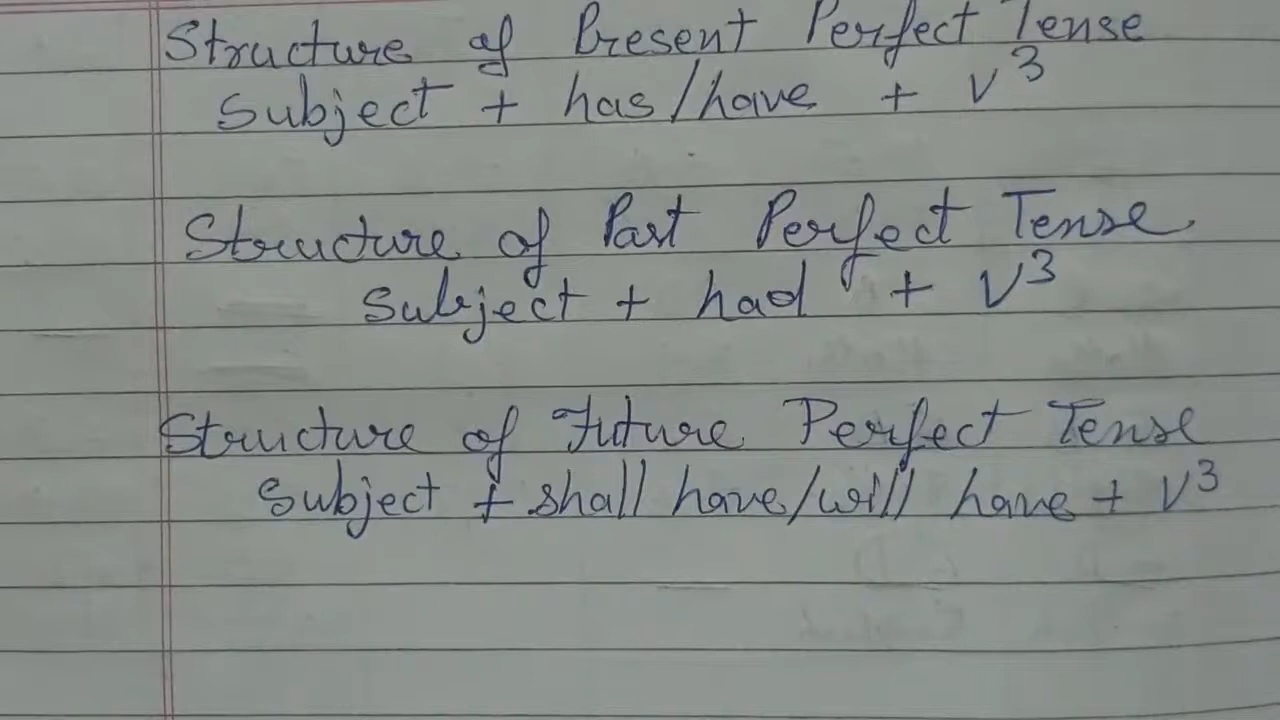 Structure of Present Perfect Tense
Subject + has/have + V³
Structure of Past Perfect Tense
Subject + had + V³
Structure of Future Perfect Tense
Subject + shall have/will have + V³